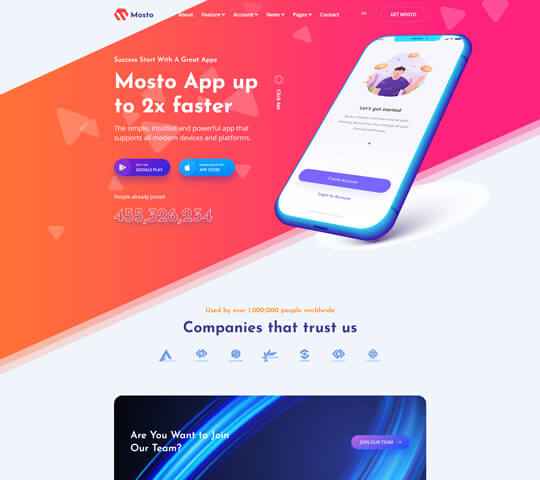 Mosto
About
Feature
Account
News
Pages
Contact
GET MOSTO
Success Start With A Great Apps
Mosto App up
to 2x faster
The simple, intuitive and powerful app that
supports all modern devices and platforms.
GOOGLE PLAY
APP STORE
People already joined
455,326,234
Let's get started
Create Account
Login to Account
Used by over 1,000,000 people worldwide
Companies that trust us
Are You Want to Join
Our Team?
JOIN OUR TEAM